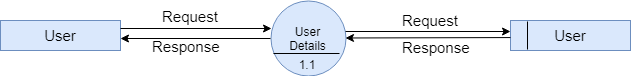 Request
Request
User
User
Details
User
Response
Response
1.1